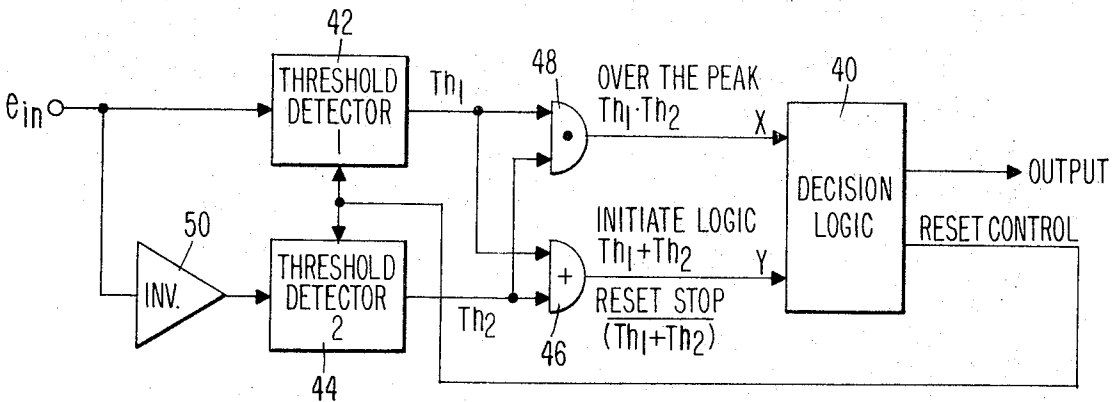 42
THRESHOLD
DETECTOR
1
Th₁
e_in
50
INV.
THRESHOLD
DETECTOR
2
44
Th₂
48
•
OVER THE PEAK
Th₁·Th₂
X
+
46
INITIATE LOGIC
Th₁+Th₂
Y
RESET STOP
(Th₁+Th₂)
40
DECISION
LOGIC
OUTPUT
RESET CONTROL